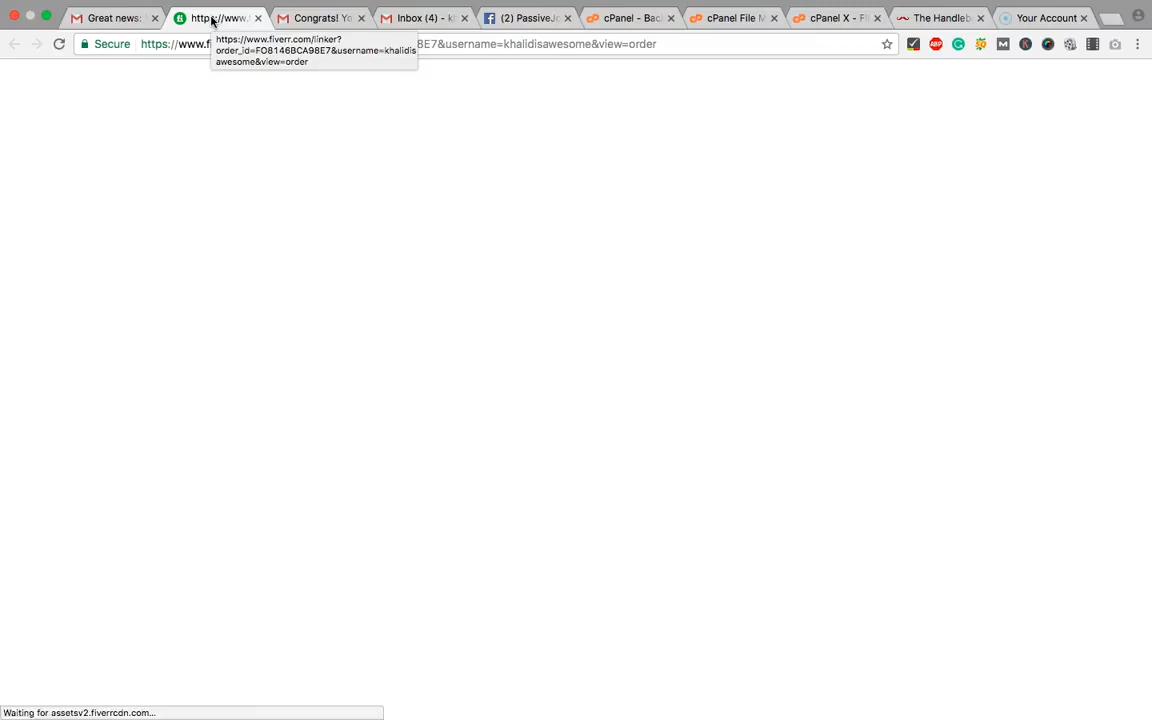 Great news:
https://www.
Congrats! Yo
Inbox (4) - k
(2) PassiveJo
cPanel - Bac
cPanel File M
cPanel X - Fi
The Handleb
Your Account
Secure
https://www.f
98E7&username=khalidisawesome&view=order
https://www.fiverr.com/linker?
order_id=FO8146BCA98E7&username=khalidis
awesome&view=order
ABP
Waiting for assetsv2.fiverrcdn.com...